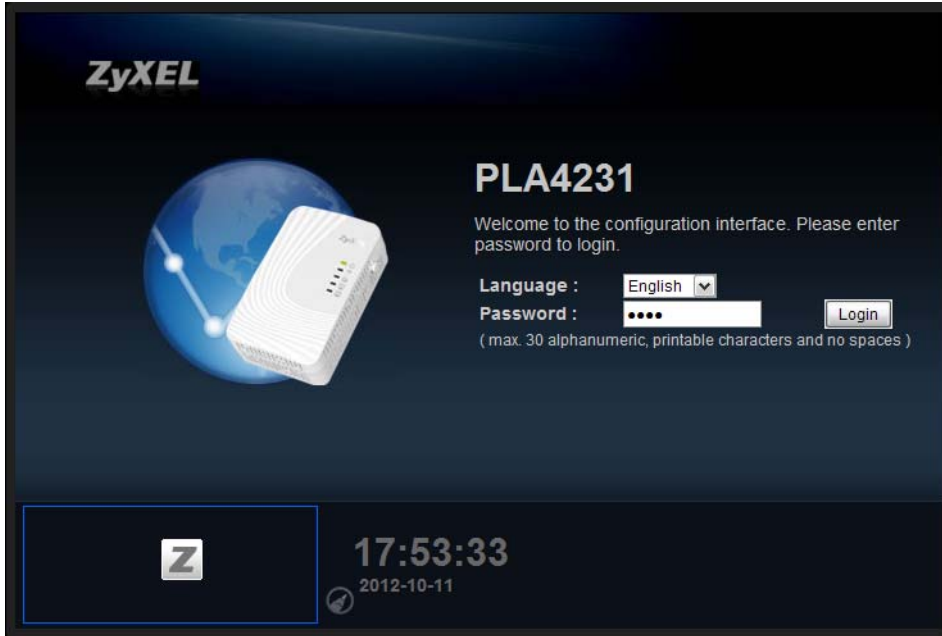 ZyXEL
PLA4231
Welcome to the configuration interface. Please enter
password to login.
Language : English
Password : •••• Login
( max. 30 alphanumeric, printable characters and no spaces )
Z
17:53:33
2012-10-11